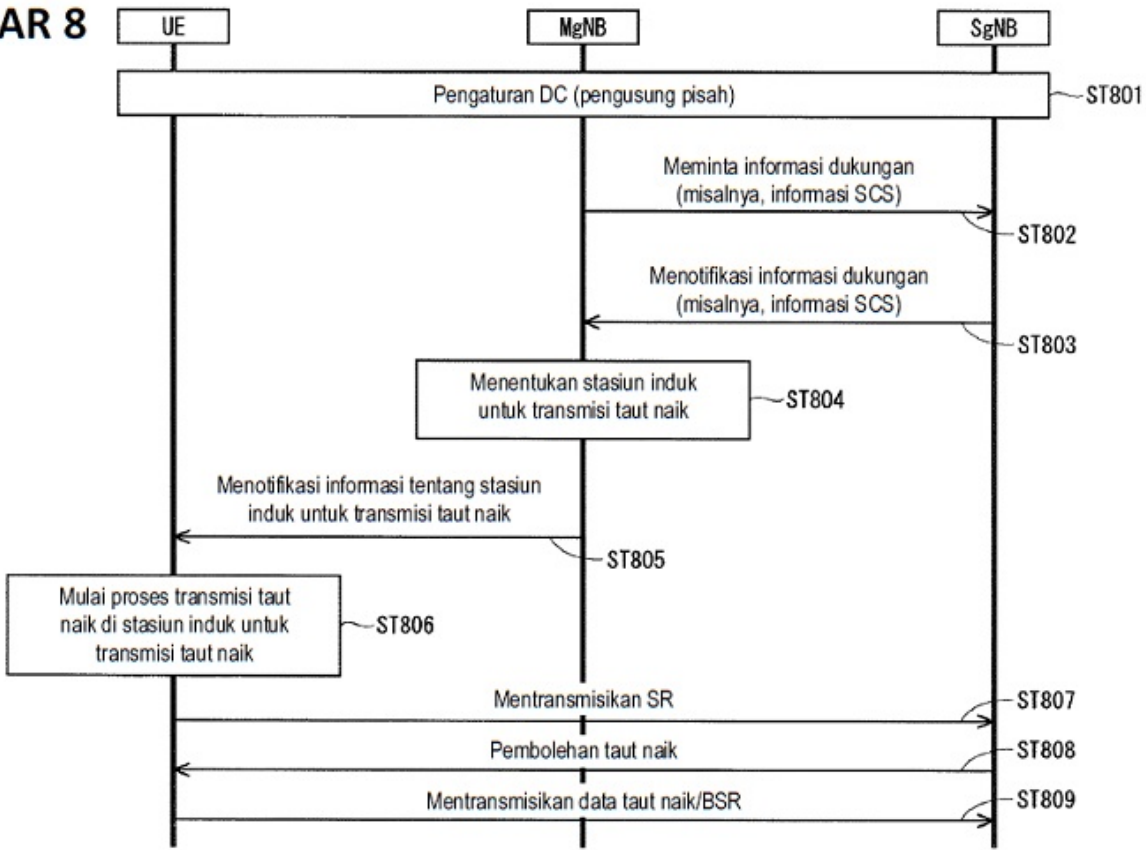 AR 8
UE
MgNB
SgNB
Pengaturan DC (pengusung pisah)
ST801
Meminta informasi dukungan
(misalnya, informasi SCS)
ST802
Menotifikasi informasi dukungan
(misalnya, informasi SCS)
ST803
Menentukan stasiun induk
untuk transmisi taut naik
ST804
Menotifikasi informasi tentang stasiun
induk untuk transmisi taut naik
ST805
Mulai proses transmisi taut
naik di stasiun induk untuk
transmisi taut naik
ST806
Mentransmisikan SR
ST807
Pembolehan taut naik
ST808
Mentransmisikan data taut naik/BSR
ST809